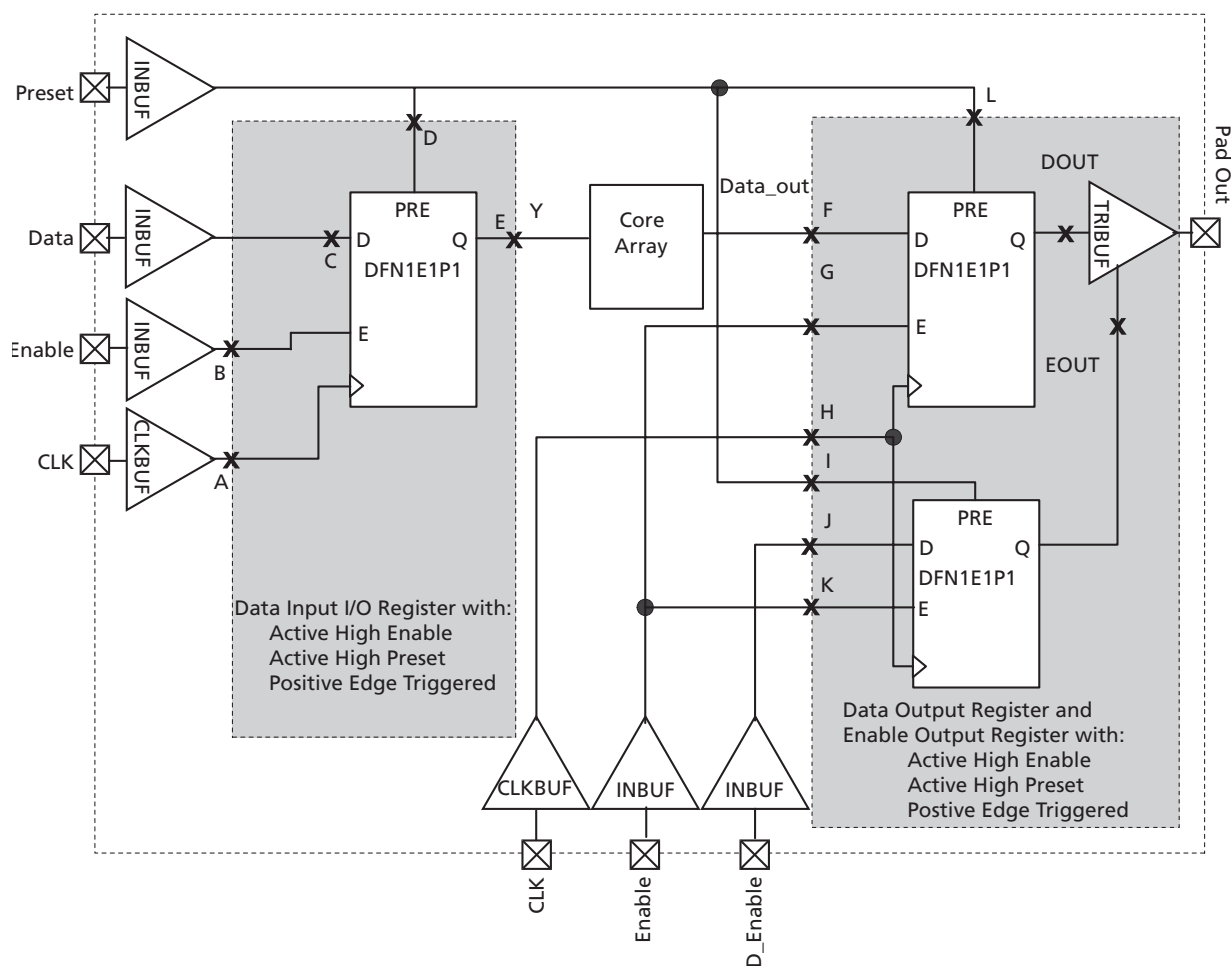 Preset
INBUF
L
D
Pad Out
DOUT
Data_out
PRE
PRE
Data
INBUF
C
D
Q
E
Y
Core
Array
F
D
Q
TRIBUF
DFN1E1P1
DFN1E1P1
G
Enable
INBUF
B
E
E
EOUT
CLK
CLKBUF
A
H
I
PRE
J
D
Q
DFN1E1P1
K
E
Data Input I/O Register with:
Active High Enable
Active High Preset
Positive Edge Triggered
Data Output Register and
Enable Output Register with:
Active High Enable
Active High Preset
Postive Edge Triggered
CLKBUF
INBUF
INBUF
CLK
Enable
D_Enable